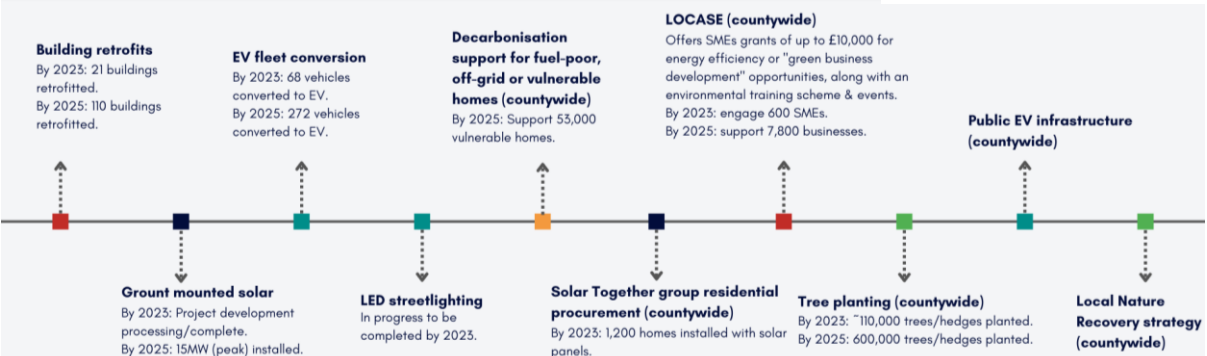 Building retrofits
By 2023: 21 buildings
retrofitted.
By 2025: 110 buildings
retrofitted.
Grount mounted solar
By 2023: Project development
processing/complete.
By 2025: 15MW (peak) installed.
EV fleet conversion
By 2023: 68 vehicles
converted to EV.
By 2025: 272 vehicles
converted to EV.
LED streetlighting
In progress to be
completed by 2023.
Decarbonisation
support for fuel-poor,
off-grid or vulnerable
homes (countywide)
By 2025: Support 53,000
vulnerable homes.
Solar Together group residential
procurement (countywide)
By 2023: 1,200 homes installed with solar
panels.
LOCASE (countywide)
Offers SMEs grants of up to £10,000 for
energy efficiency or "green business
development" opportunities, along with an
environmental training scheme & events.
By 2023: engage 600 SMEs.
By 2025: support 7,800 businesses.
Tree planting (countywide)
By 2023: ~110,000 trees/hedges planted.
By 2025: 600,000 trees/hedges planted.
Public EV infrastructure
(countywide)
Local Nature
Recovery strategy
(countywide)